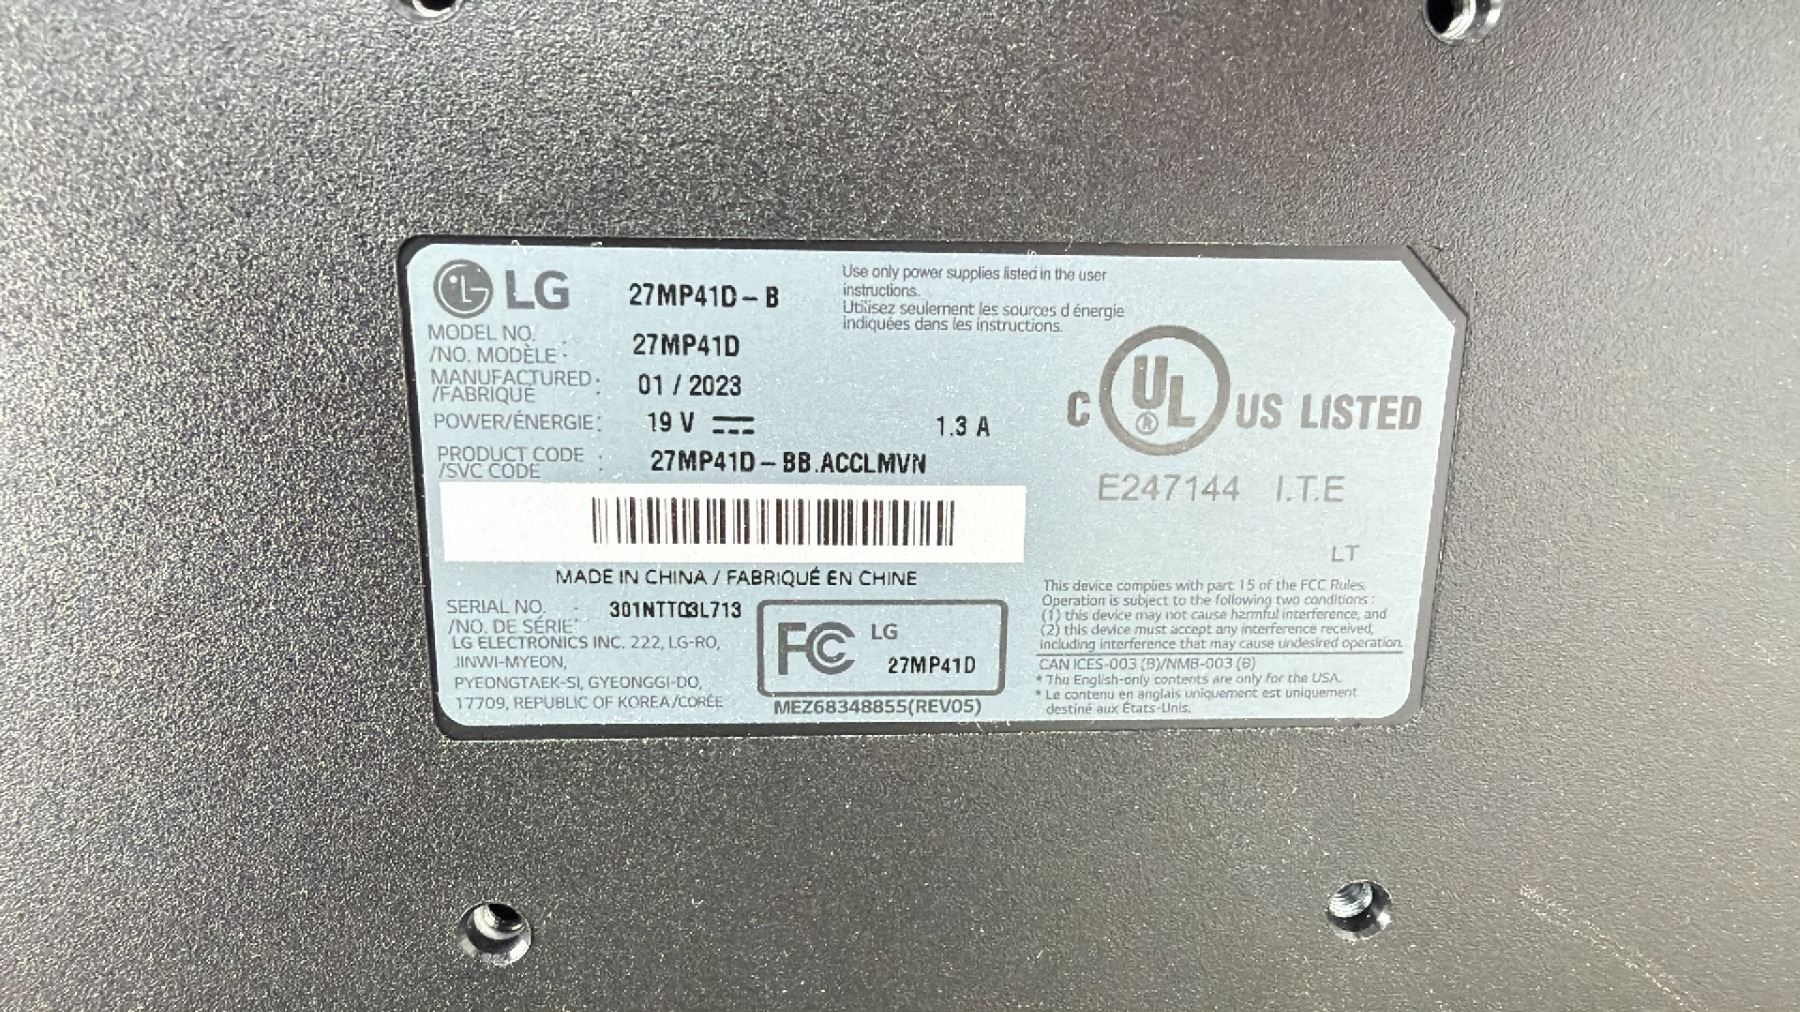 LG 27MP41D-B
Use only power supplies listed in the user
instructions.
Utilisez seulement les sources d énergie
indiquées dans les instructions.
MODEL NO.
/NO. MODÈLE : 27MP41D
MANUFACTURED :
/FABRIQUÉ : 01 / 2023
POWER/ÉNERGIE: 19 V 1.3 A
PRODUCT CODE
/SVC CODE : 27MP41D-BB.ACCLMVN
C UL ® US LISTED
E247144 I.T.E
LT
MADE IN CHINA / FABRIQUÉ EN CHINE
SERIAL NO. : 301NTTQ3L713
/NO. DE SÉRIE:
LG ELECTRONICS INC. 222, LG-RO,
JINWI-MYEON,
PYEONGTAEK-SI, GYEONGGI-DO,
17709, REPUBLIC OF KOREA/CORÉE
FC LG
27MP41D
MEZ68348855(REV05)
This device complies with part 15 of the FCC Rules.
Operation is subject to the following two conditions :
(1) this device may not cause harmful interference, and
(2) this device must accept any interference received,
including interference that may cause undesired operation.
CAN ICES-003 (B)/NMB-003 (B)
* The English-only contents are only for the USA.
* Le contenu en anglais uniquement est uniquement
destiné aux États-Unis.